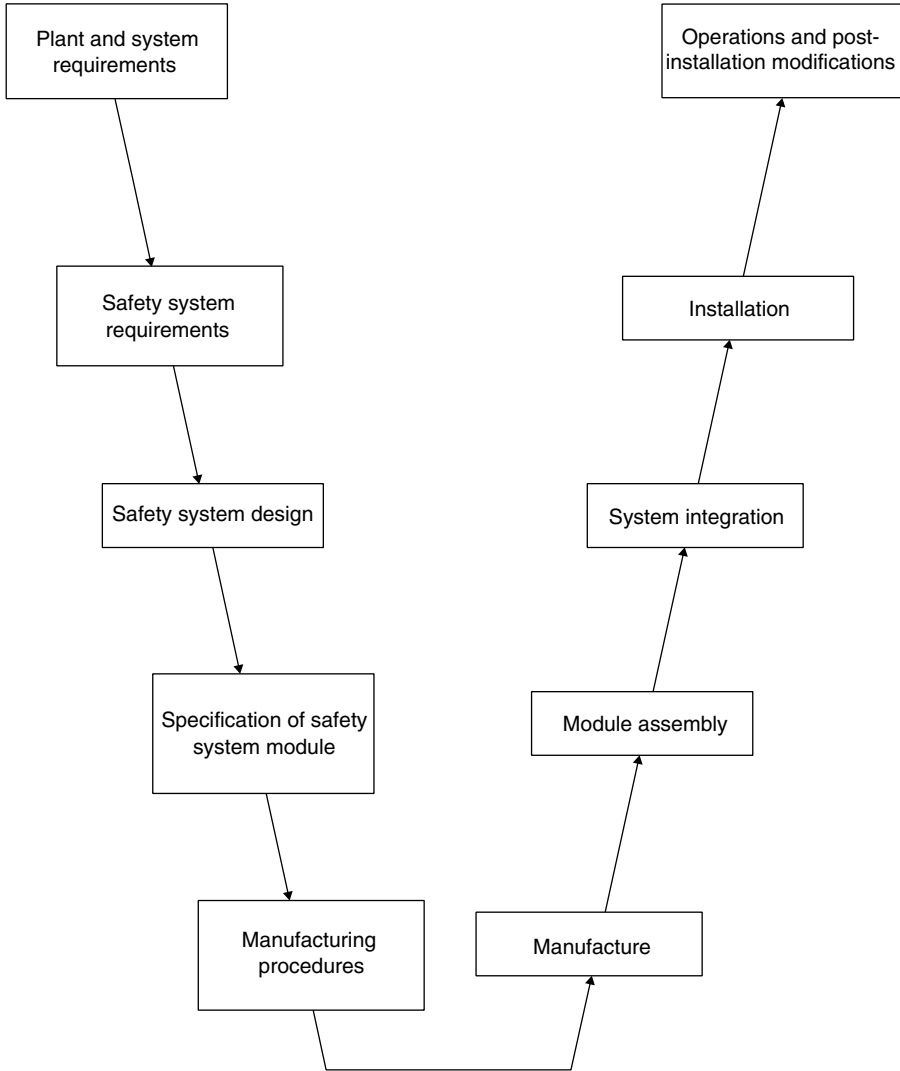 Plant and system
requirements
Safety system
requirements
Safety system design
Specification of safety
system module
Manufacturing
procedures
Manufacture
Module assembly
System integration
Installation
Operations and post-
installation modifications